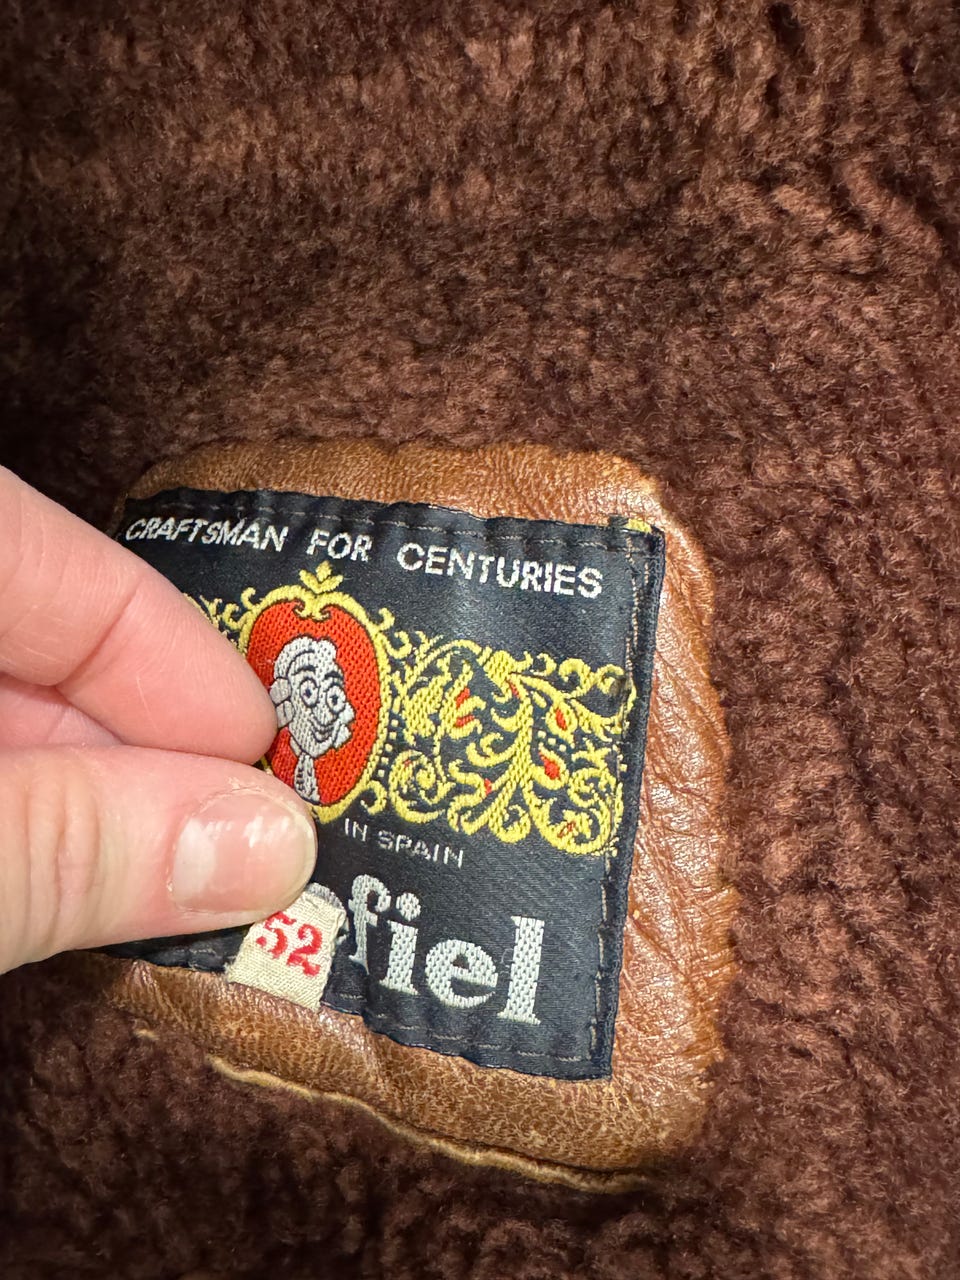 CRAFTSMAN FOR CENTURIES
IN SPAIN
fiel
52